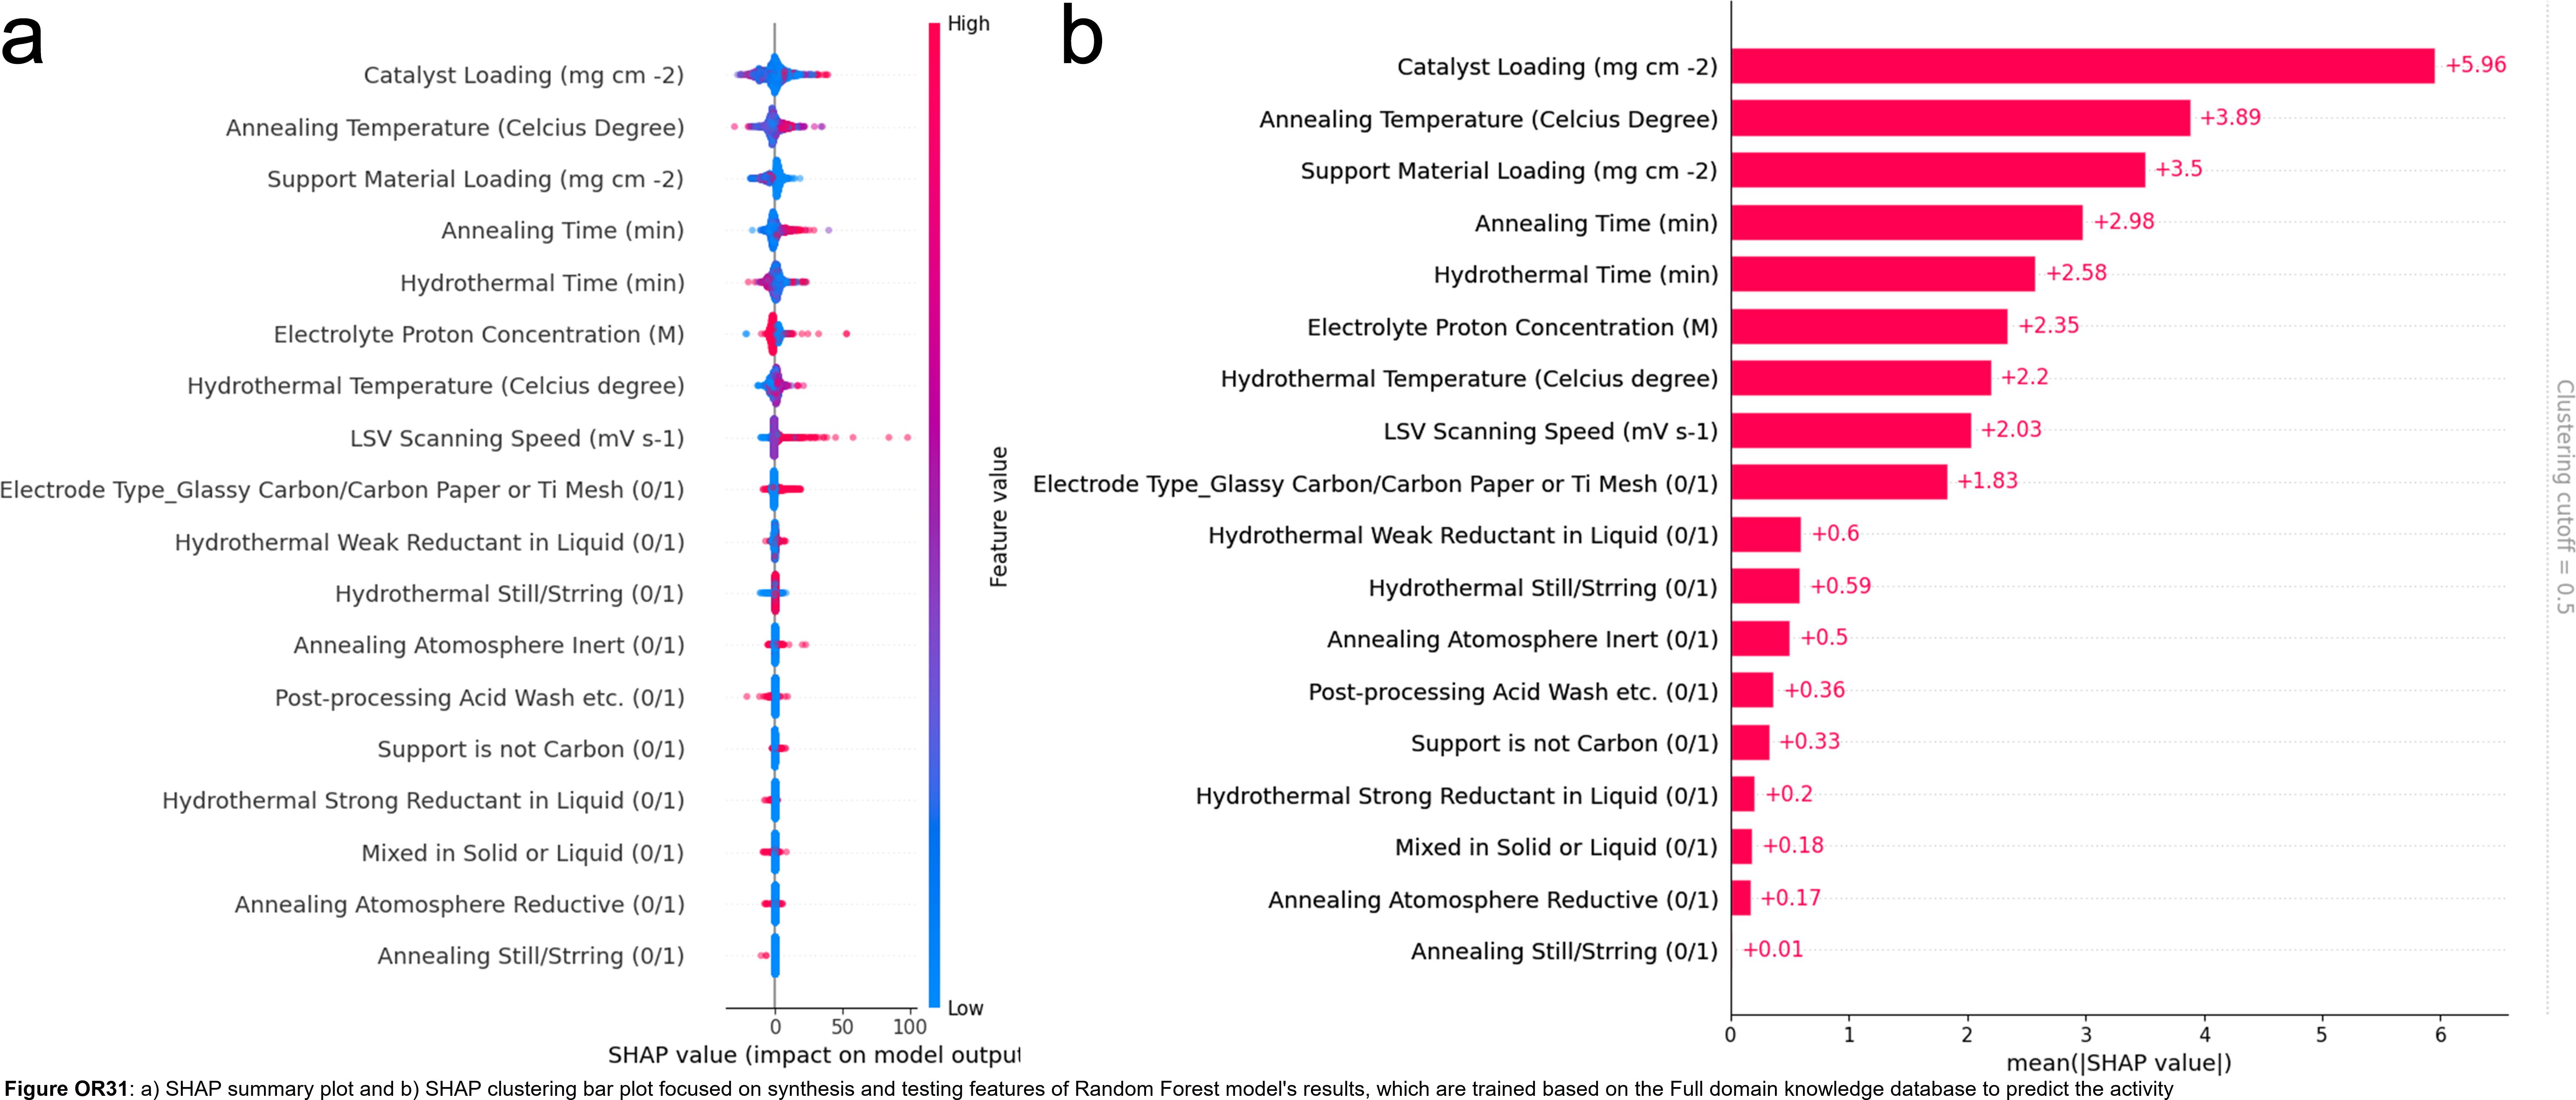 a
High
Catalyst Loading (mg cm -2)
Annealing Temperature (Celcius Degree)
Support Material Loading (mg cm -2)
Annealing Time (min)
Hydrothermal Time (min)
Electrolyte Proton Concentration (M)
Hydrothermal Temperature (Celcius degree)
LSV Scanning Speed (mV s-1)
Electrode Type_Glassy Carbon/Carbon Paper or Ti Mesh (0/1)
Hydrothermal Weak Reductant in Liquid (0/1)
Hydrothermal Still/Strring (0/1)
Annealing Atomosphere Inert (0/1)
Post-processing Acid Wash etc. (0/1)
Support is not Carbon (0/1)
Hydrothermal Strong Reductant in Liquid (0/1)
Mixed in Solid or Liquid (0/1)
Annealing Atomosphere Reductive (0/1)
Annealing Still/Strring (0/1)
Feature value
Low
0 50 100
SHAP value (impact on model output
b
Catalyst Loading (mg cm -2) +5.96
Annealing Temperature (Celcius Degree) +3.89
Support Material Loading (mg cm -2) +3.5
Annealing Time (min) +2.98
Hydrothermal Time (min) +2.58
Electrolyte Proton Concentration (M) +2.35
Hydrothermal Temperature (Celcius degree) +2.2
LSV Scanning Speed (mV s-1) +2.03
Electrode Type_Glassy Carbon/Carbon Paper or Ti Mesh (0/1) +1.83
Hydrothermal Weak Reductant in Liquid (0/1) +0.6
Hydrothermal Still/Strring (0/1) +0.59
Annealing Atomosphere Inert (0/1) +0.5
Post-processing Acid Wash etc. (0/1) +0.36
Support is not Carbon (0/1) +0.33
Hydrothermal Strong Reductant in Liquid (0/1) +0.2
Mixed in Solid or Liquid (0/1) +0.18
Annealing Atomosphere Reductive (0/1) +0.17
Annealing Still/Strring (0/1) +0.01
Clustering cutoff = 0.5
0 1 2 3 4 5 6
mean(|SHAP value|)
Figure OR31: a) SHAP summary plot and b) SHAP clustering bar plot focused on synthesis and testing features of Random Forest model's results, which are trained based on the Full domain knowledge database to predict the activity